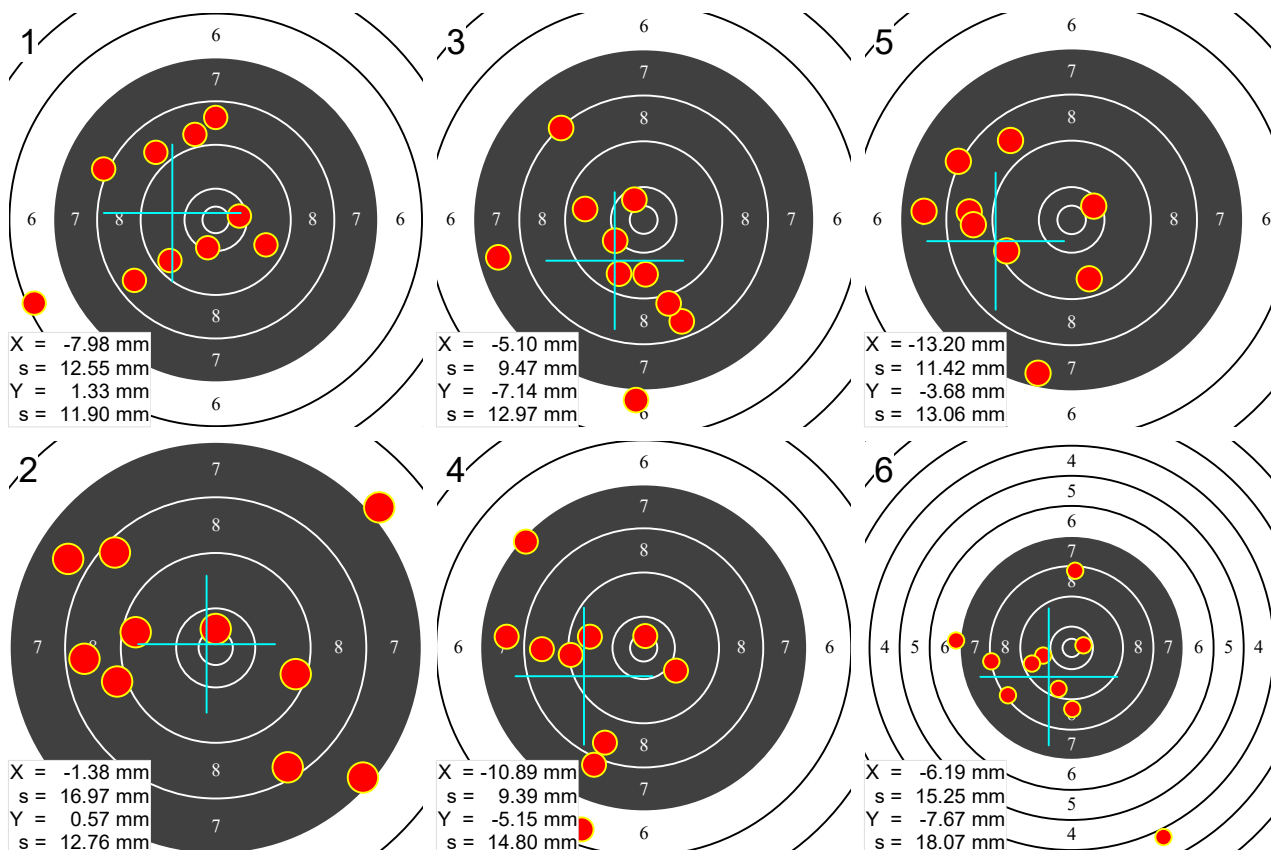 1
6
7
6 7 8 8 7 6
8
7
6
X = -7.98 mm
s = 12.55 mm
Y = 1.33 mm
s = 11.90 mm
3
6
7
8
6 7 8 8 7 6
8
7
6
X = -5.10 mm
s = 9.47 mm
Y = -7.14 mm
s = 12.97 mm
5
6
7
8
6 7 8 7 6
8
7
6
X = -13.20 mm
s = 11.42 mm
Y = -3.68 mm
s = 13.06 mm
2
7
8
7 8 8 7
8
7
X = -1.38 mm
s = 16.97 mm
Y = 0.57 mm
s = 12.76 mm
4
6
7
8
6 7 8 7 6
8
7
6
X = -10.89 mm
s = 9.39 mm
Y = -5.15 mm
s = 14.80 mm
6
4
5
6
7
4 5 6 7 8 8 7 6 5 4
8
7
6
5
4
X = -6.19 mm
s = 15.25 mm
Y = -7.67 mm
s = 18.07 mm